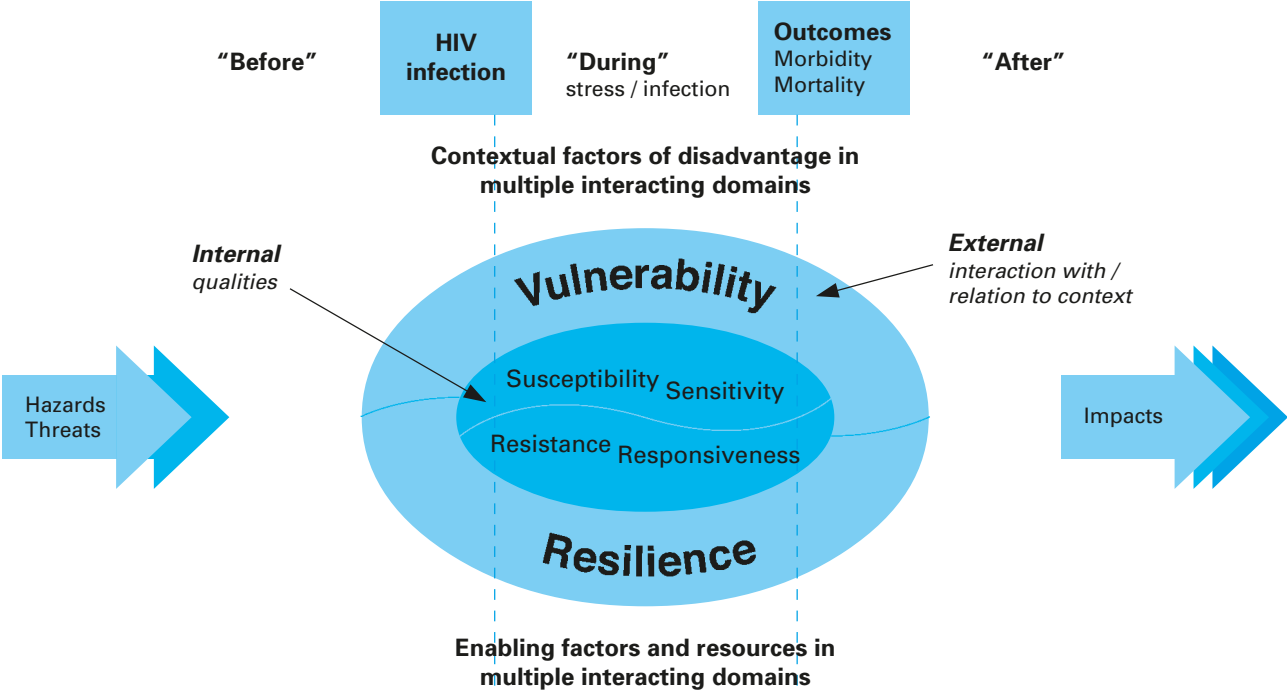 “Before”
HIV
infection
“During”
stress / infection
Outcomes
Morbidity
Mortality
“After”
Contextual factors of disadvantage in
multiple interacting domains
Internal
qualities
External
interaction with /
relation to context
Vulnerability
Hazards
Threats
Susceptibility
Sensitivity
Resistance
Responsiveness
Impacts
Resilience
Enabling factors and resources in
multiple interacting domains